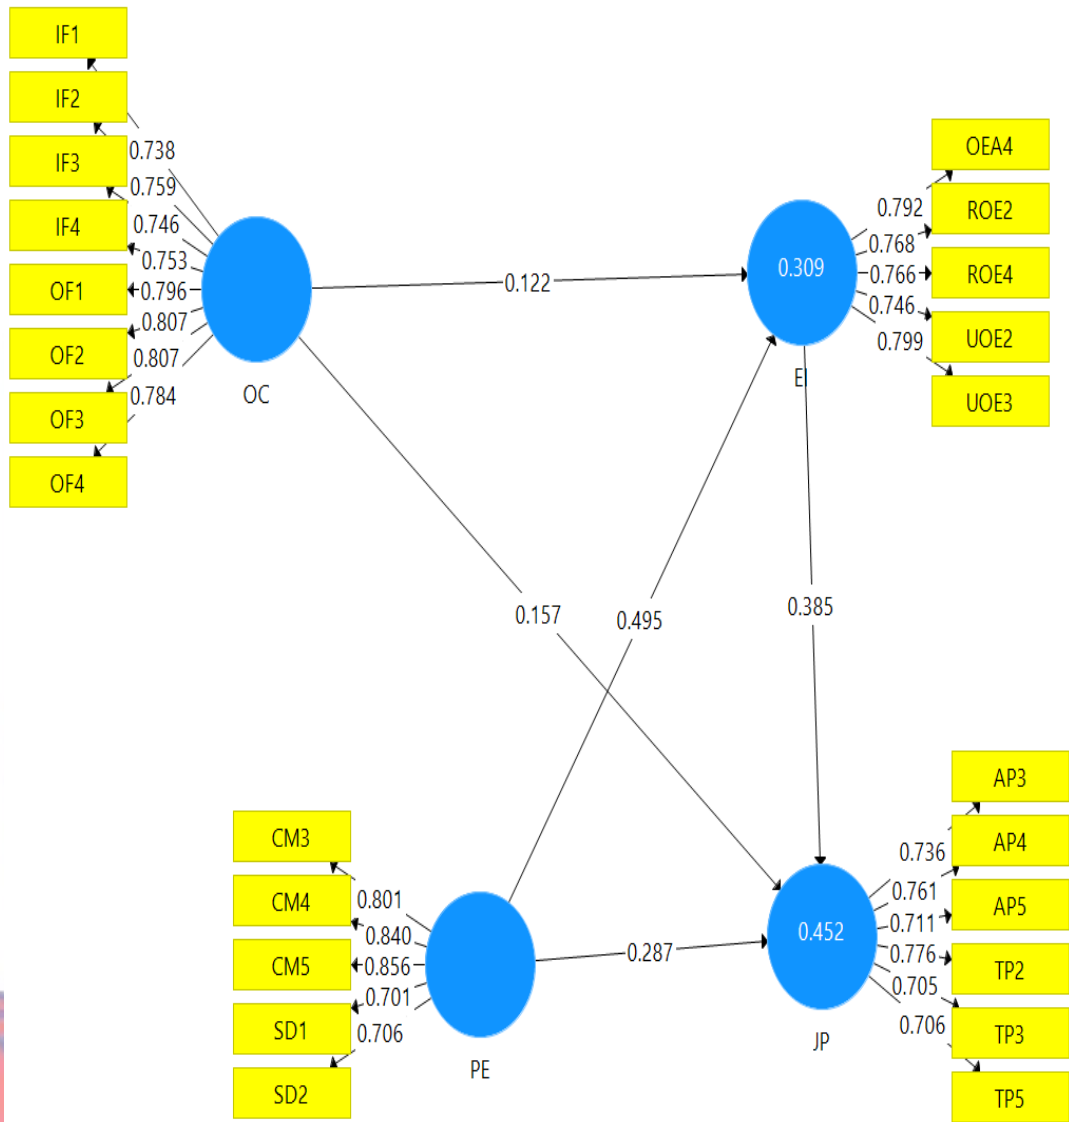 IF1
IF2
IF3
IF4
OF1
OF2
OF3
OF4
0.738
0.759
0.746
0.753
0.796
0.807
0.807
0.784
OC
0.122
0.157
0.495
0.385
0.287
0.309
EI
0.792
0.768
0.766
0.746
0.799
OEA4
ROE2
ROE4
UOE2
UOE3
CM3
CM4
CM5
SD1
SD2
0.801
0.840
0.856
0.701
0.706
PE
0.452
JP
0.736
0.761
0.711
0.776
0.705
0.706
AP3
AP4
AP5
TP2
TP3
TP5